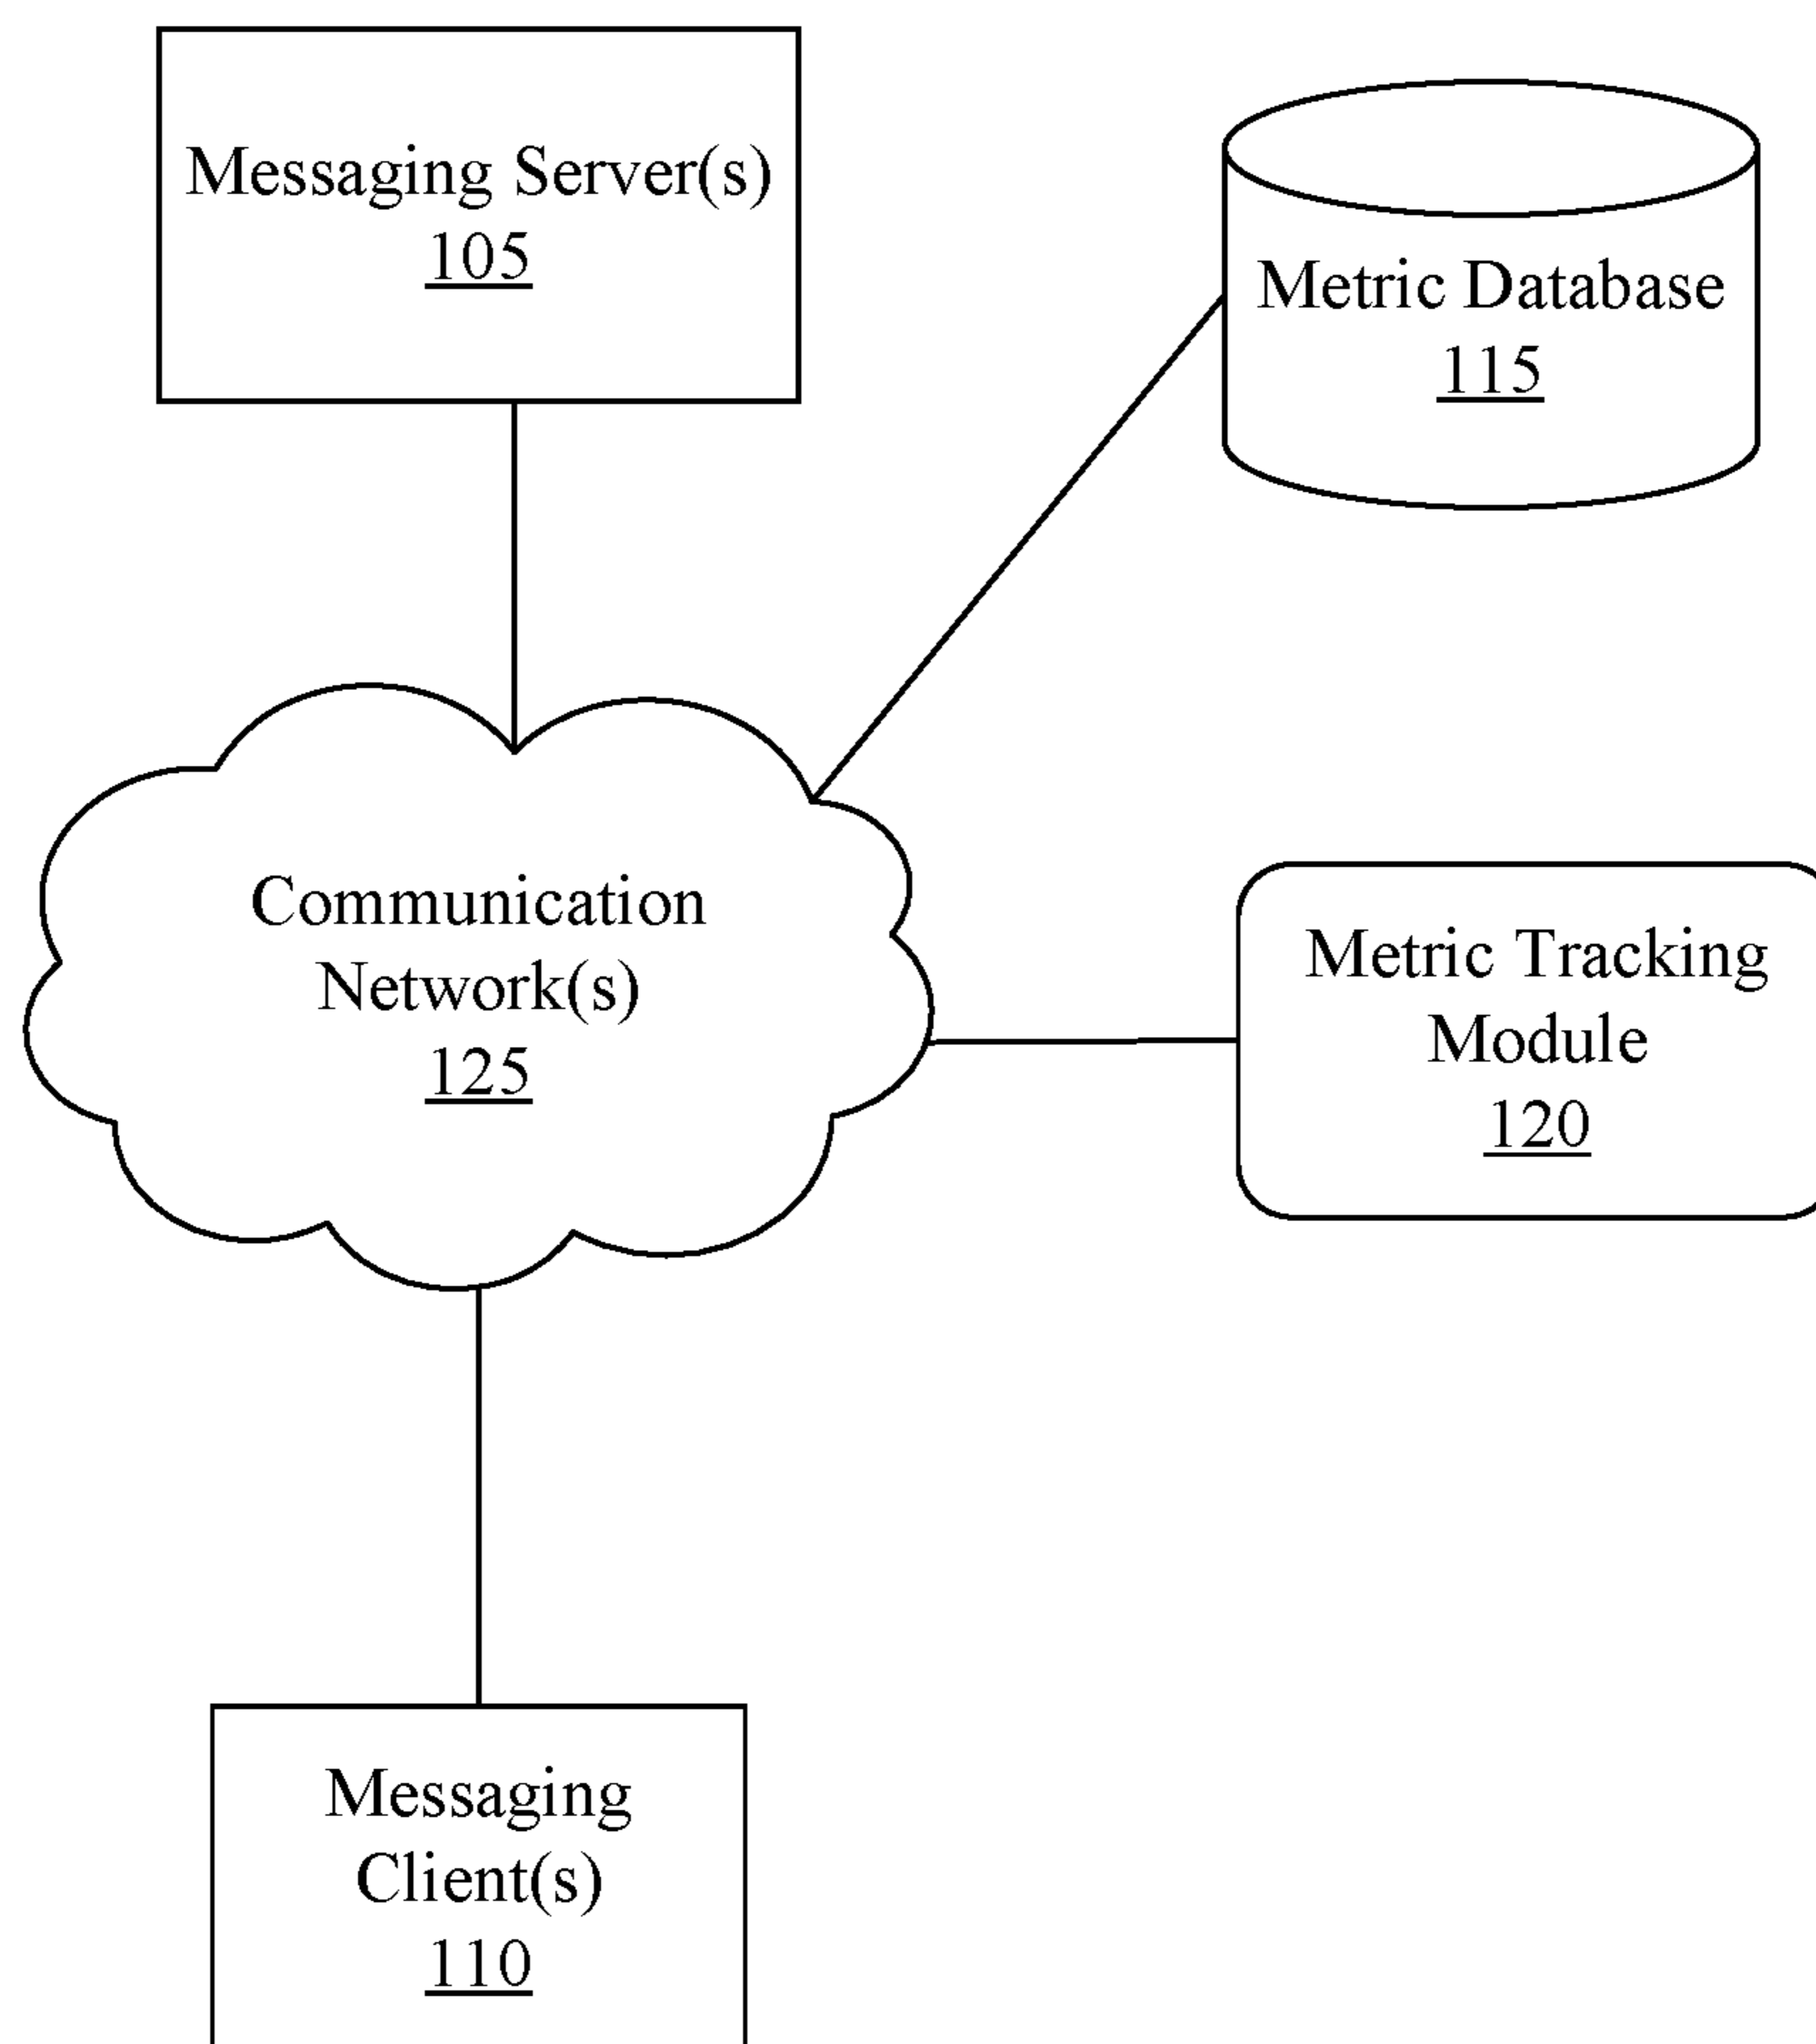 Messaging Server(s)
105
Metric Database
115
Communication
Network(s)
125
Metric Tracking
Module
120
Messaging
Client(s)
110